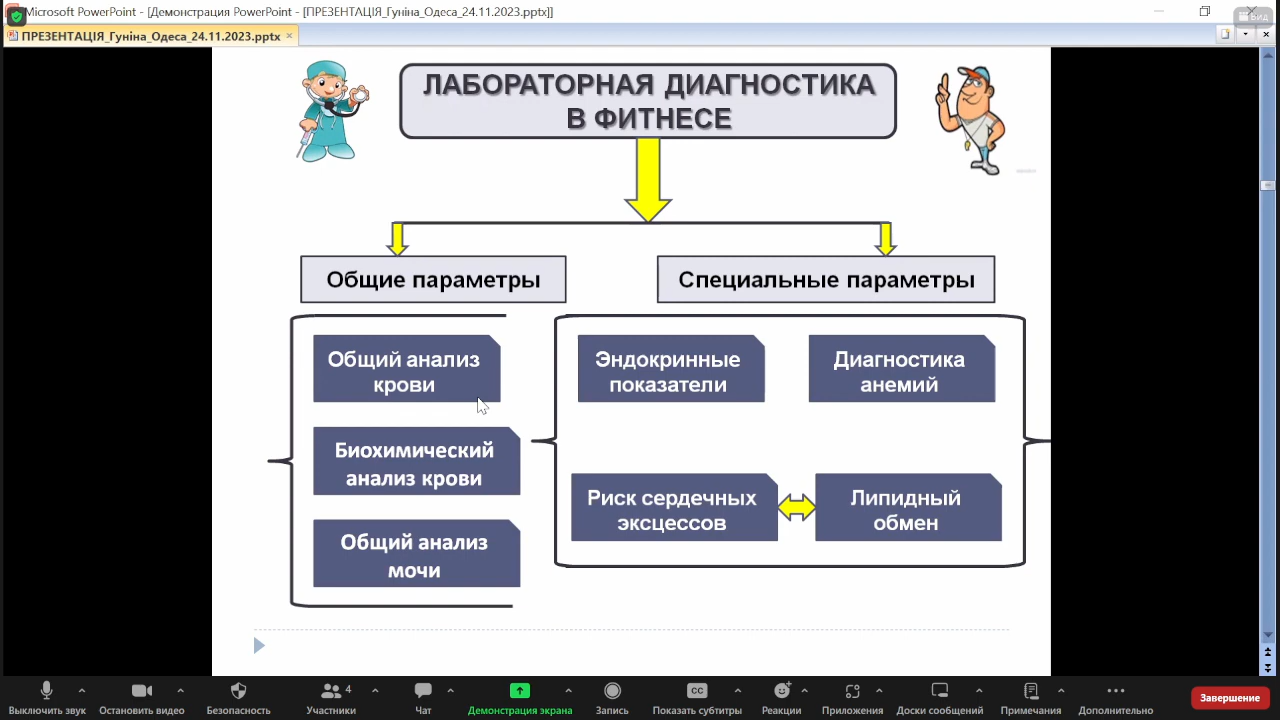 Microsoft PowerPoint - [Демонстрация PowerPoint - [ПРЕЗЕНТАЦІЯ_Гуніна_Одеса_24.11.2023.pptx]]
Вид
ПРЕЗЕНТАЦІЯ_Гуніна_Одеса_24.11.2023.pptx
ЛАБОРАТОРНАЯ ДИАГНОСТИКА
В ФИТНЕСЕ
Общие параметры
Специальные параметры
Общий анализ
крови
Биохимический
анализ крови
Общий анализ
мочи
Эндокринные
показатели
Диагностика
анемий
Риск сердечных
эксцессов
Липидный
обмен
Выключить звук
Остановить видео
Безопасность
4
Участники
Чат
Демонстрация экрана
Запись
CC
Показать субтитры
Реакции
Приложения
Доски сообщений
Примечания
Дополнительно
Завершение